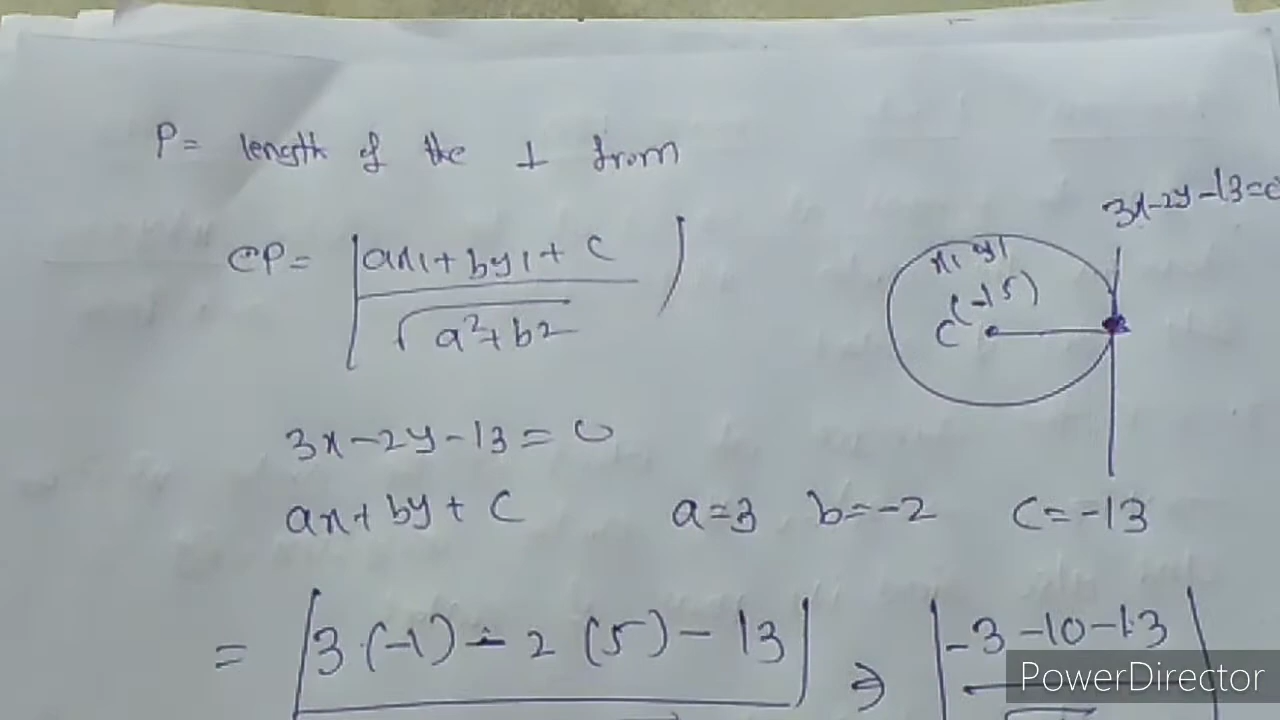 P= length of the ⊥ from
3x-2y-13=0
CP= |ax1+by1+c / √a²+b2|
x1 y1
(-1 5)
C
3x-2y-13=0
ax+by+c a=3 b=-2 c=-13
= |3.(-1)-2(5)-13| ⇒ |-3-10-13|
PowerDirector